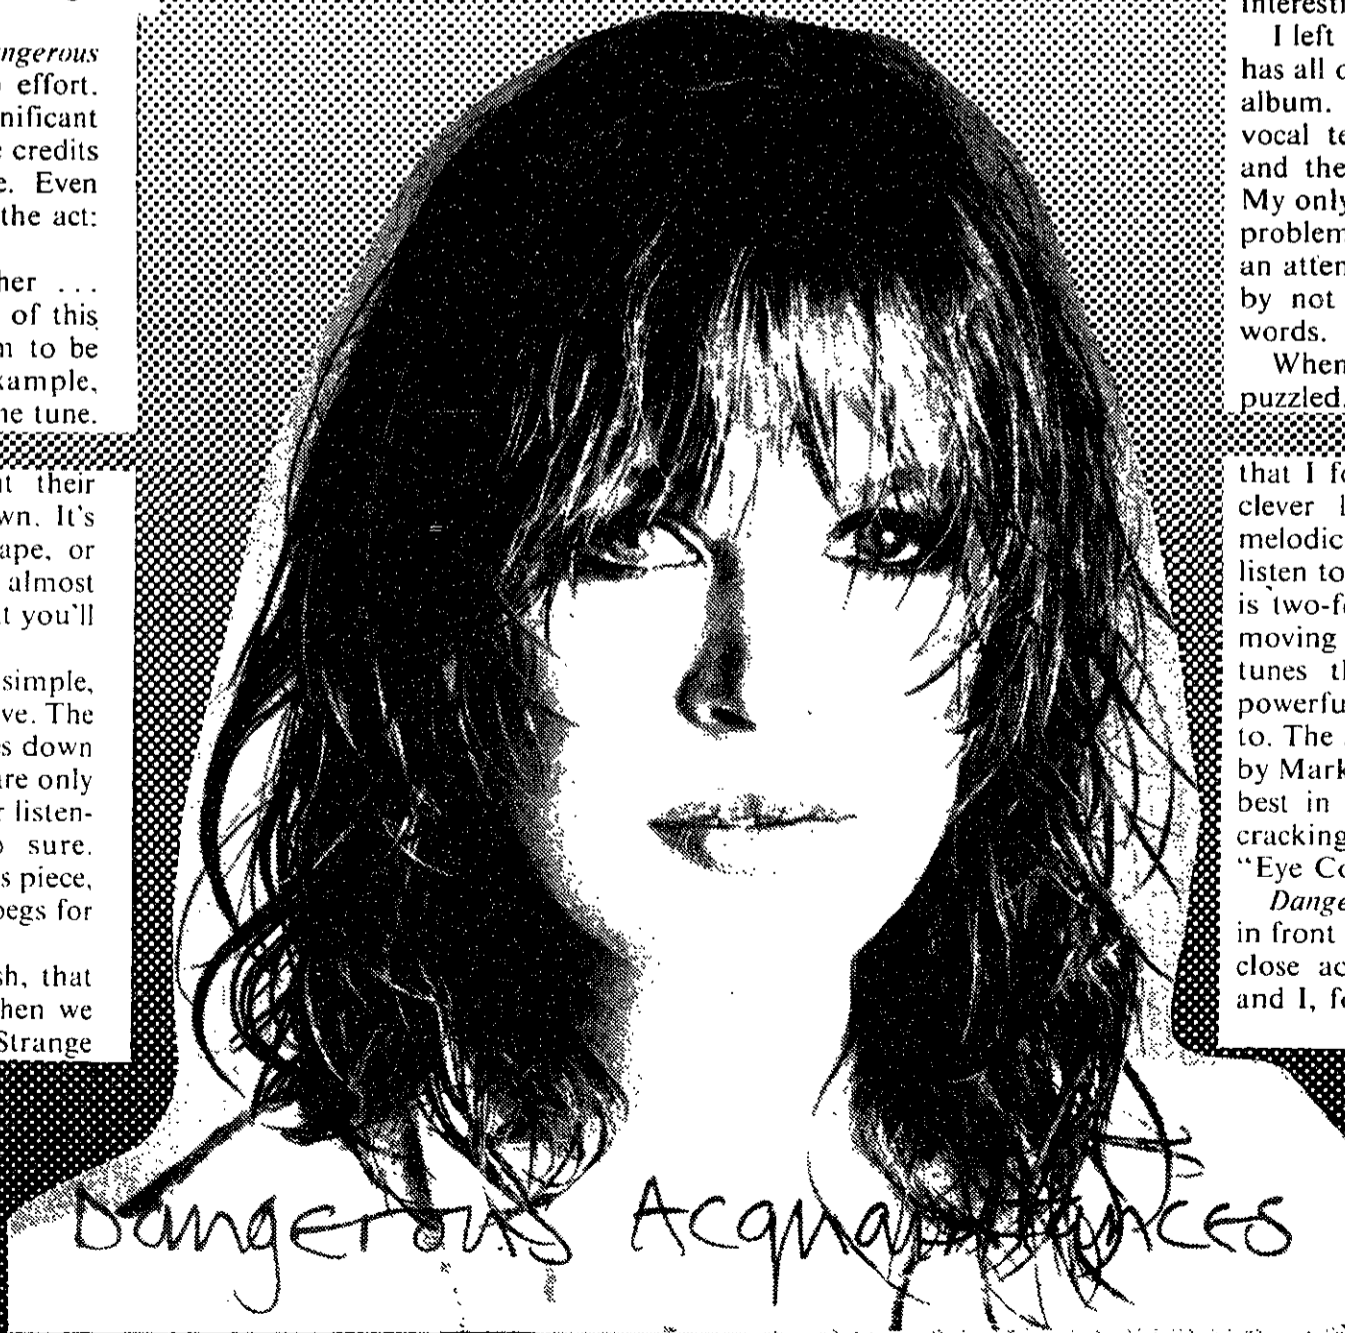 ngerous
effort.
nificant
credits
e. Even
the act:
her ...
of this
n to be
xample,
ne tune.
t their
wn. It's
ape, or
almost
t you'll
simple,
ve. The
s down
are only
r listen-
o sure.
s piece,
begs for
sh, that
hen we
Strange
interesti
I left
has all
album.
vocal te
and the
My only
problem
an atten
by not
words.
When
puzzled,
that I fo
clever
melodic
listen to
is two-fo
moving
tunes th
powerfu
to. The
by Mark
best in
cracking
"Eye Co
Dange
in front
close ac
and I, fo
Dangerous Acquaintances